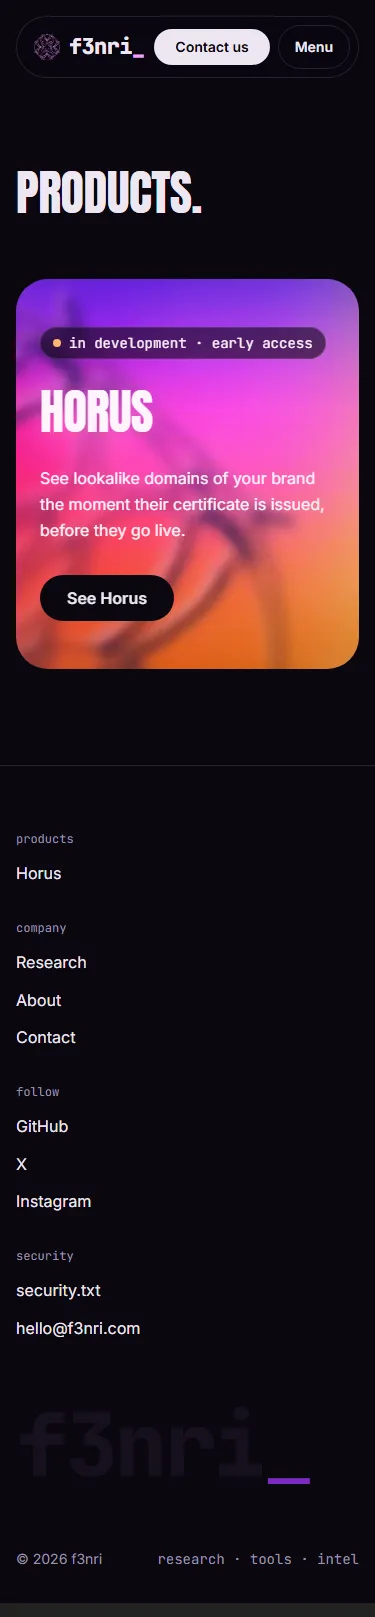 f3nri_
Contact us
Menu
PRODUCTS.
in development · early access
HORUS
See lookalike domains of your brand
the moment their certificate is issued,
before they go live.
See Horus
products
Horus
company
Research
About
Contact
follow
GitHub
X
Instagram
security
security.txt
hello@f3nri.com
f3nri_
© 2026 f3nri
research · tools · intel